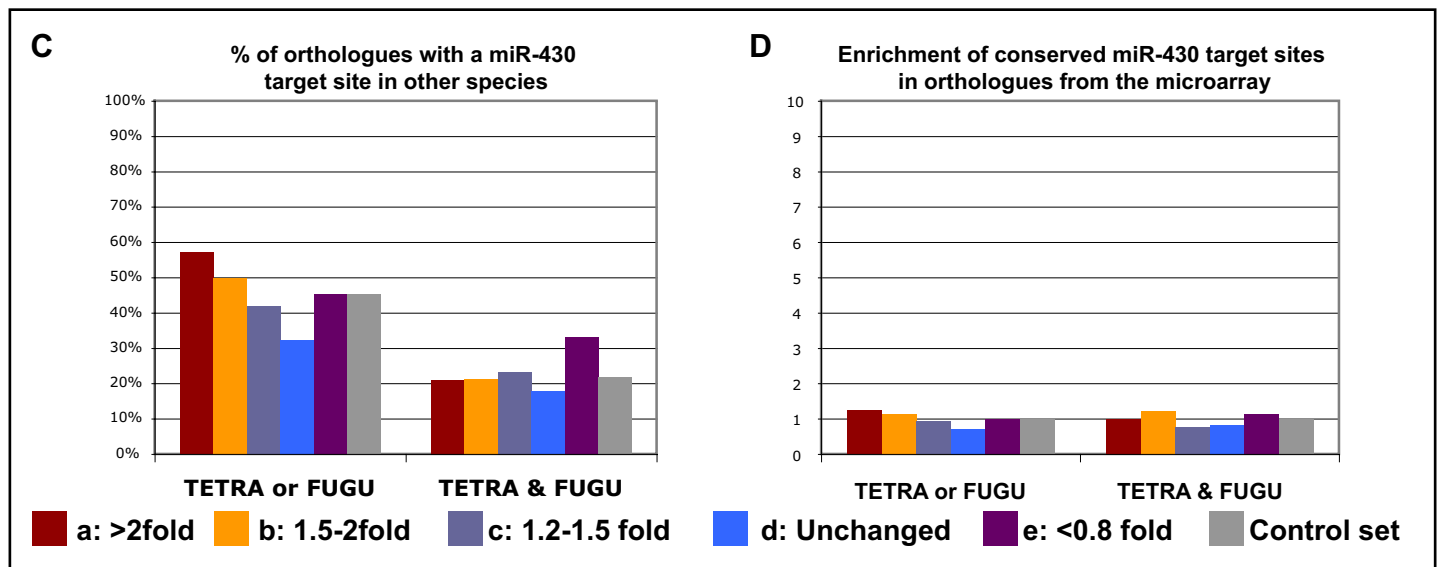 C
% of orthologues with a miR-430
target site in other species
100%
90%
80%
70%
60%
50%
40%
30%
20%
10%
0%
TETRA or FUGU
TETRA & FUGU
D
Enrichment of conserved miR-430 target sites
in orthologues from the microarray
10
9
8
7
6
5
4
3
2
1
0
TETRA or FUGU
TETRA & FUGU
a: >2fold
b: 1.5-2fold
c: 1.2-1.5 fold
d: Unchanged
e: <0.8 fold
Control set